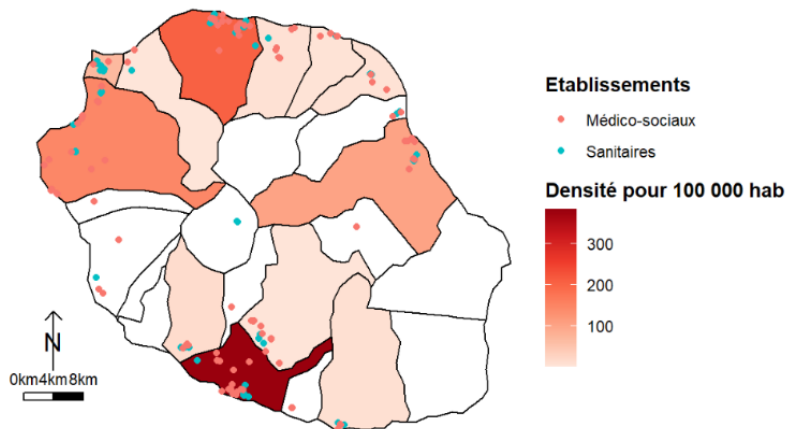 Etablissements
Médico-sociaux
Sanitaires
Densité pour 100 000 hab
300
200
100
N
0km4km8km